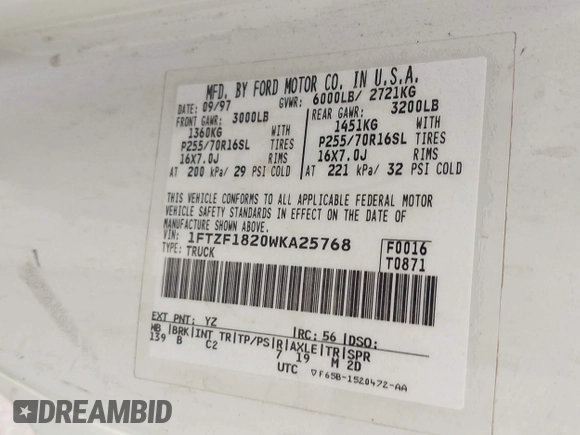 MFD. BY FORD MOTOR CO. IN U.S.A.
DATE: 09/97 GVWR: 6000LB/ 2721KG
FRONT GAWR: 3000LB REAR GAWR: 3200LB
1360KG WITH 1451KG WITH
P255/70R16SL TIRES P255/70R16SL TIRES
16X7.0J RIMS 16X7.0J RIMS
AT 200 kPa/ 29 PSI COLD AT 221 kPa/ 32 PSI COLD
THIS VEHICLE CONFORMS TO ALL APPLICABLE FEDERAL MOTOR
VEHICLE SAFETY STANDARDS IN EFFECT ON THE DATE OF
MANUFACTURE SHOWN ABOVE.
VIN: 1FTZF1820WKA25768 F0016
TYPE: TRUCK T0871
EXT PNT: YZ RC: 56 DSO:
WB BRK INT TR TP/PS R AXLE TR SPR
139 B C2 7 19 M 2D
UTC ▽F65B-1520472-AA
DREAMBID